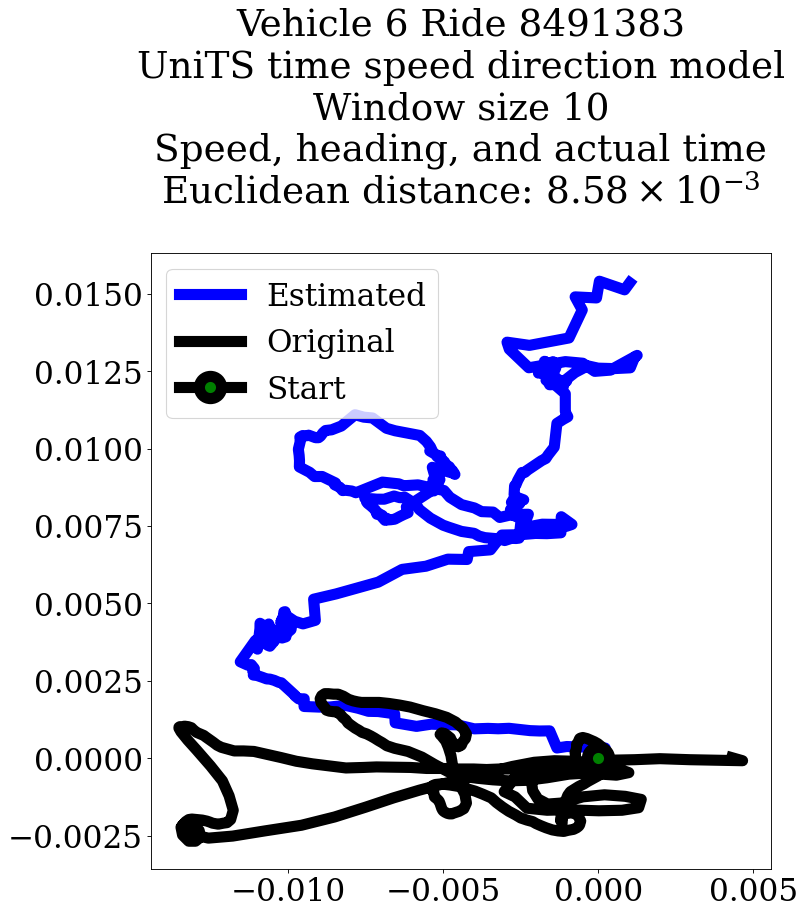 Vehicle 6 Ride 8491383
UniTS time speed direction model
Window size 10
Speed, heading, and actual time
Euclidean distance: 8.58 × 10⁻³
Estimated
Original
Start
0.0150
0.0125
0.0100
0.0075
0.0050
0.0025
0.0000
−0.0025
−0.010 −0.005 0.000 0.005